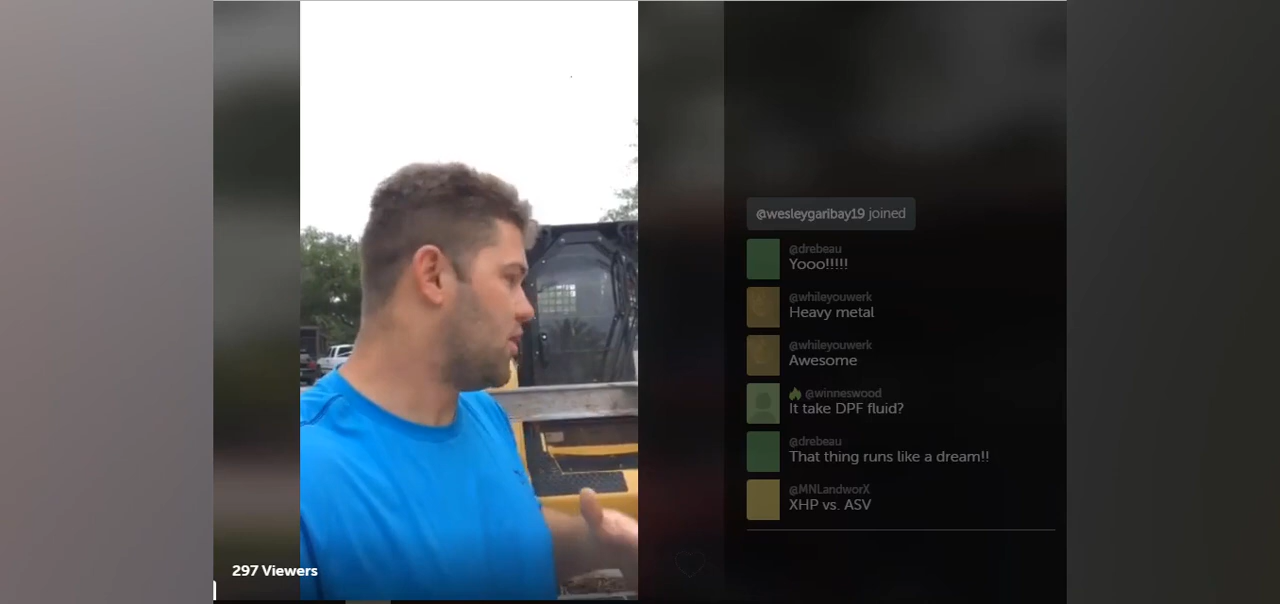 @wesleygaribay19 joined
@drebeau
Yooo!!!!!
@whileyouwerk
Heavy metal
@whileyouwerk
Awesome
@winneswood
It take DPF fluid?
@drebeau
That thing runs like a dream!!
@MNLandworX
XHP vs. ASV
297 Viewers